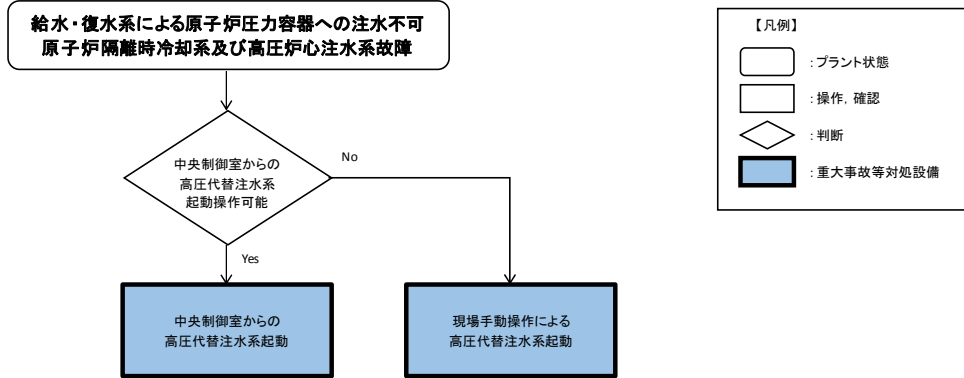 給水・復水系による原子炉圧力容器への注水不可
原子炉隔離時冷却系及び高圧炉心注水系故障
中央制御室からの
高圧代替注水系
起動操作可能
No
Yes
中央制御室からの
高圧代替注水系起動
現場手動操作による
高圧代替注水系起動
【凡例】
：プラント状態
：操作，確認
：判断
：重大事故等対処設備